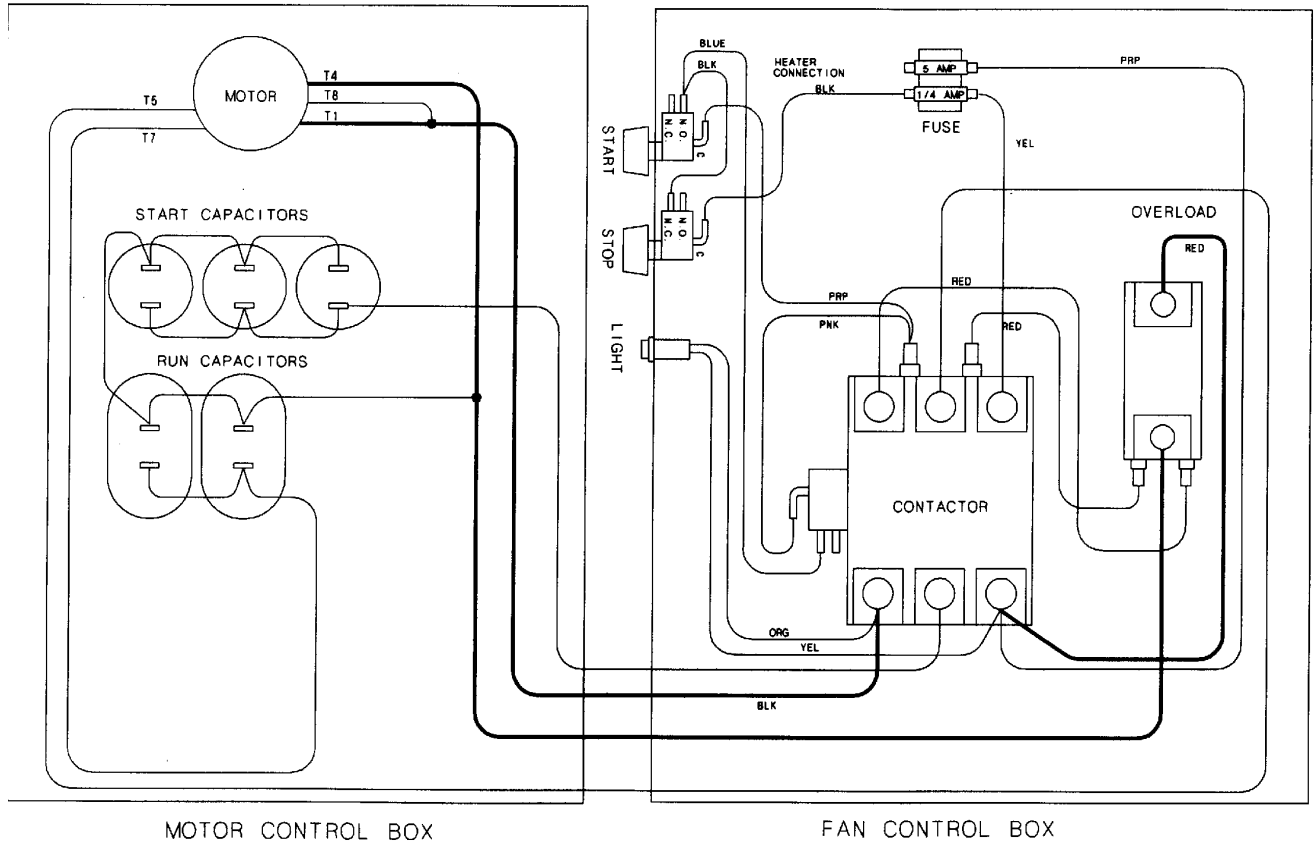 MOTOR
T4
T8
T1
T5
T7
START CAPACITORS
RUN CAPACITORS
MOTOR CONTROL BOX
BLUE
BLK
HEATER
CONNECTION
BLK
5 AMP
1/4 AMP
FUSE
PRP
YEL
START
N.C.
N.O.
C
STOP
N.C.
N.O.
C
LIGHT
PRP
PNK
RED
RED
OVERLOAD
RED
CONTACTOR
ORG
YEL
BLK
FAN CONTROL BOX